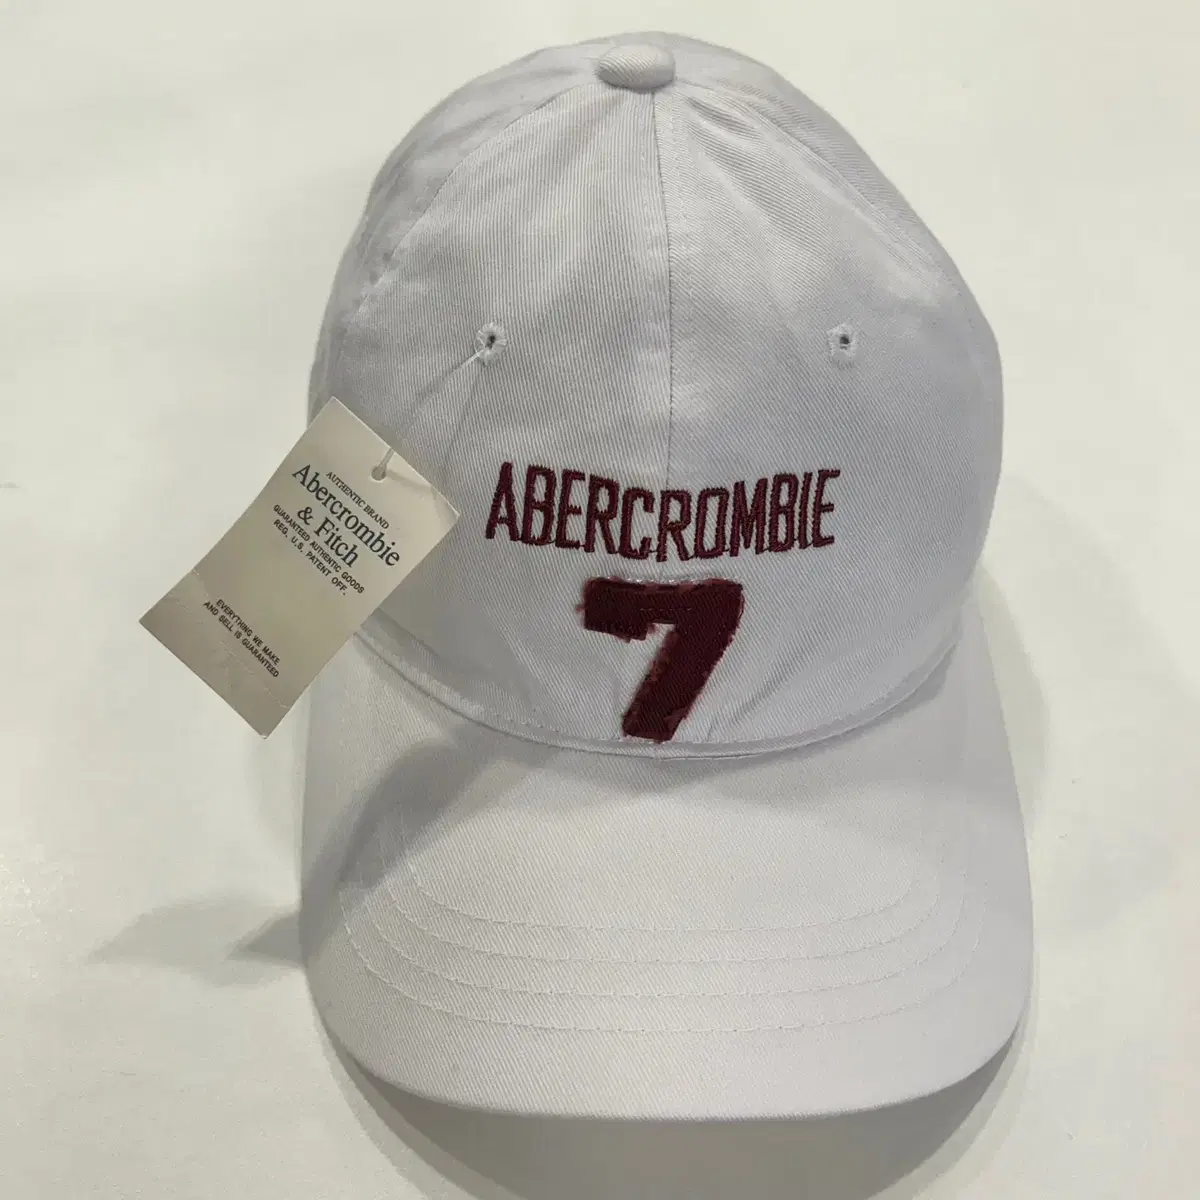 AUTHENTIC BRAND
Abercrombie
& Fitch
GUARANTEED AUTHENTIC GOODS
REG. U.S. PATENT OFF.
EVERYTHING WE MAKE
AND SELL IS GUARANTEED
ABERCROMBIE
7